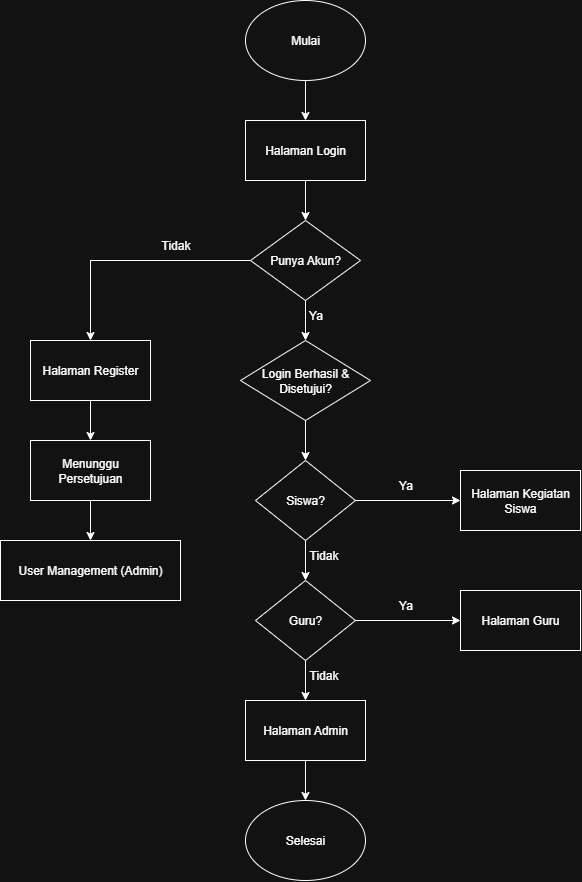 Mulai
Halaman Login
Punya Akun?
Tidak
Ya
Halaman Register
Login Berhasil &
Disetujui?
Menunggu
Persetujuan
User Management (Admin)
Siswa?
Ya
Halaman Kegiatan
Siswa
Tidak
Guru?
Ya
Halaman Guru
Tidak
Halaman Admin
Selesai